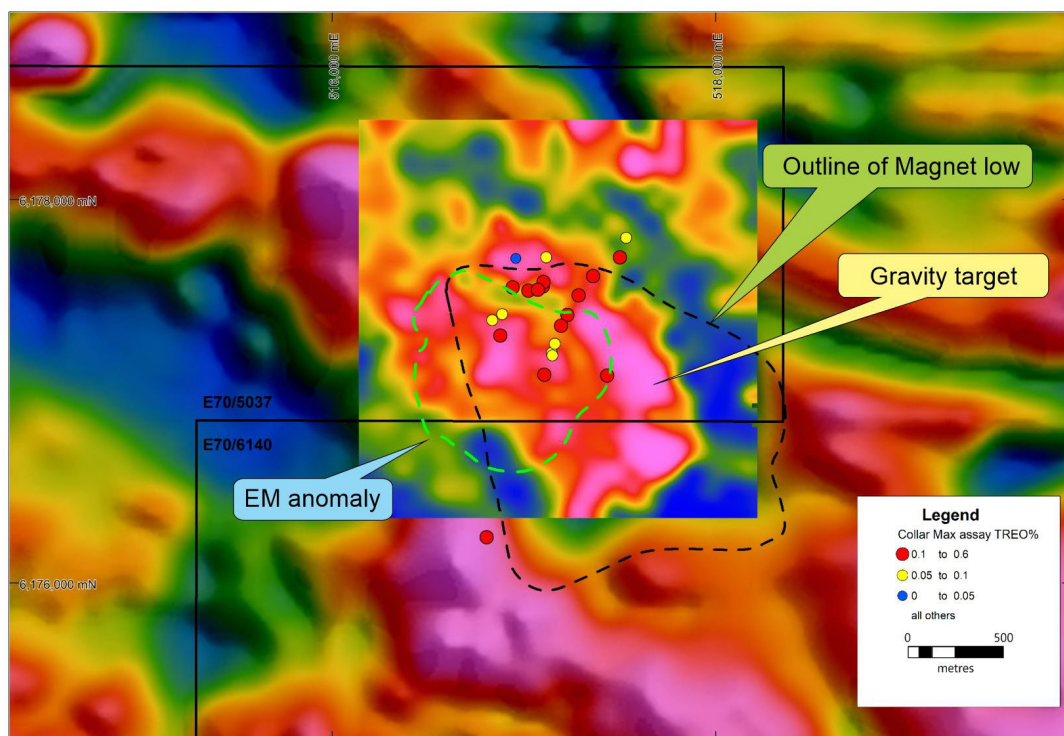 516,000 mE
518,000 mE
Outline of Magnet low
6,178,000 mN
Gravity target
E70/5037
E70/6140
EM anomaly
Legend
Collar Max assay TREO%
0.1 to 0.6
0.05 to 0.1
0 to 0.05
all others
0 500
metres
6,176,000 mN